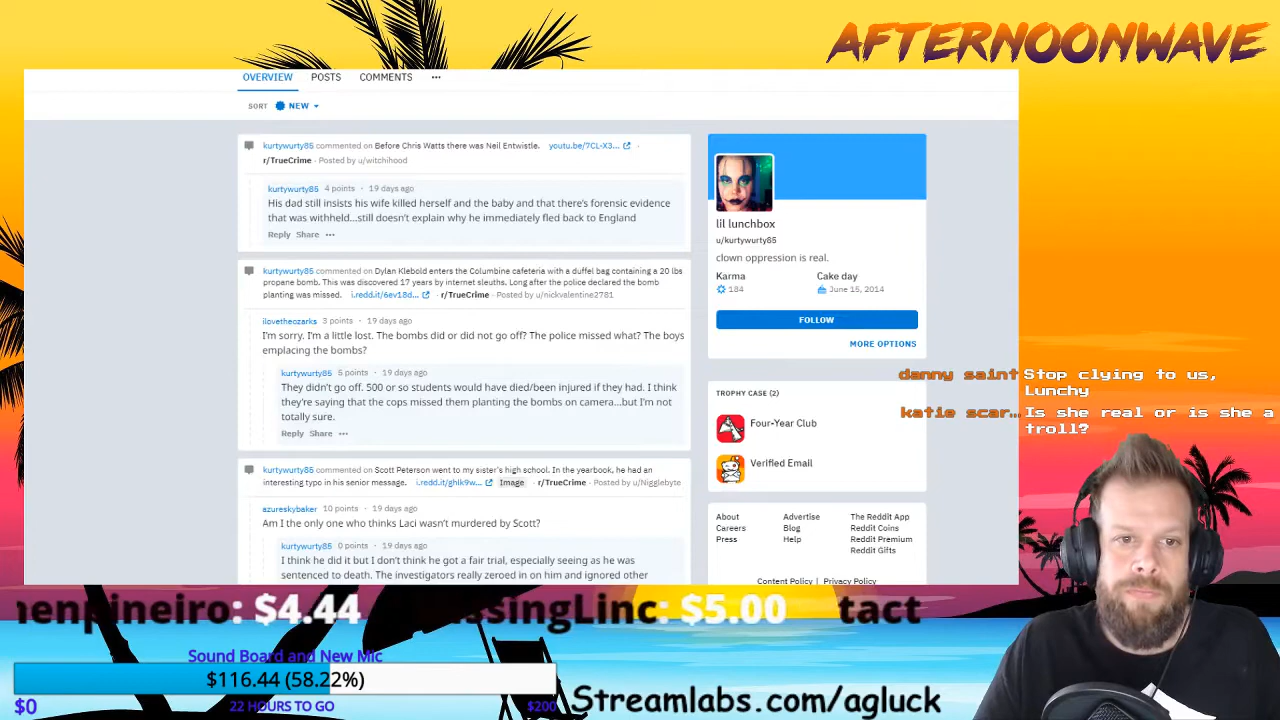 AFTERNOONWAVE
OVERVIEW POSTS COMMENTS ...
SORT NEW
kurtywurty85 commented on Before Chris Watts there was Neil Entwistle. youtu.be/7CL-X3... ·
r/TrueCrime · Posted by u/witchihood
kurtywurty85 4 points · 19 days ago
His dad still insists his wife killed herself and the baby and that there's forensic evidence
that was withheld...still doesn't explain why he immediately fled back to England
Reply Share ...
kurtywurty85 commented on Dylan Klebold enters the Columbine cafeteria with a duffel bag containing a 20 lbs
propane bomb. This was discovered 17 years by internet sleuths. Long after the police declared the bomb
planting was missed. i.redd.it/6ev18d... · r/TrueCrime · Posted by u/nickvalentine2781
ilovetheozarks 3 points · 19 days ago
I'm sorry. I'm a little lost. The bombs did or did not go off? The police missed what? The boys
emplacing the bombs?
kurtywurty85 5 points · 19 days ago
They didn't go off. 500 or so students would have died/been injured if they had. I think
they're saying that the cops missed them planting the bombs on camera...but I'm not
totally sure.
Reply Share ...
kurtywurty85 commented on Scott Peterson went to my sister's high school. In the yearbook, he had an
interesting typo in his senior message. i.redd.it/ghlk9w... Image · r/TrueCrime · Posted by u/Nigglebyte
azureskybaker 10 points · 19 days ago
Am I the only one who thinks Laci wasn't murdered by Scott?
kurtywurty85 0 points · 19 days ago
I think he did it but I don't think he got a fair trial, especially seeing as he was
sentenced to death. The investigators really zeroed in on him and ignored other
lil lunchbox
u/kurtywurty85
clown oppression is real.
Karma Cake day
184 June 15, 2014
FOLLOW
MORE OPTIONS
TROPHY CASE (2)
Four-Year Club
Verified Email
About Advertise The Reddit App
Careers Blog Reddit Coins
Press Help Reddit Premium
Reddit Gifts
Content Policy | Privacy Policy
danny saint Stop clying to us,
Lunchy
katie scar... Is she real or is she a
troll?
enpineiro: $4.44 ssingLinc: $5.00 tact
Sound Board and New Mic
$116.44 (58.22%)
$0 22 HOURS TO GO $200
Streamlabs.com/agluck